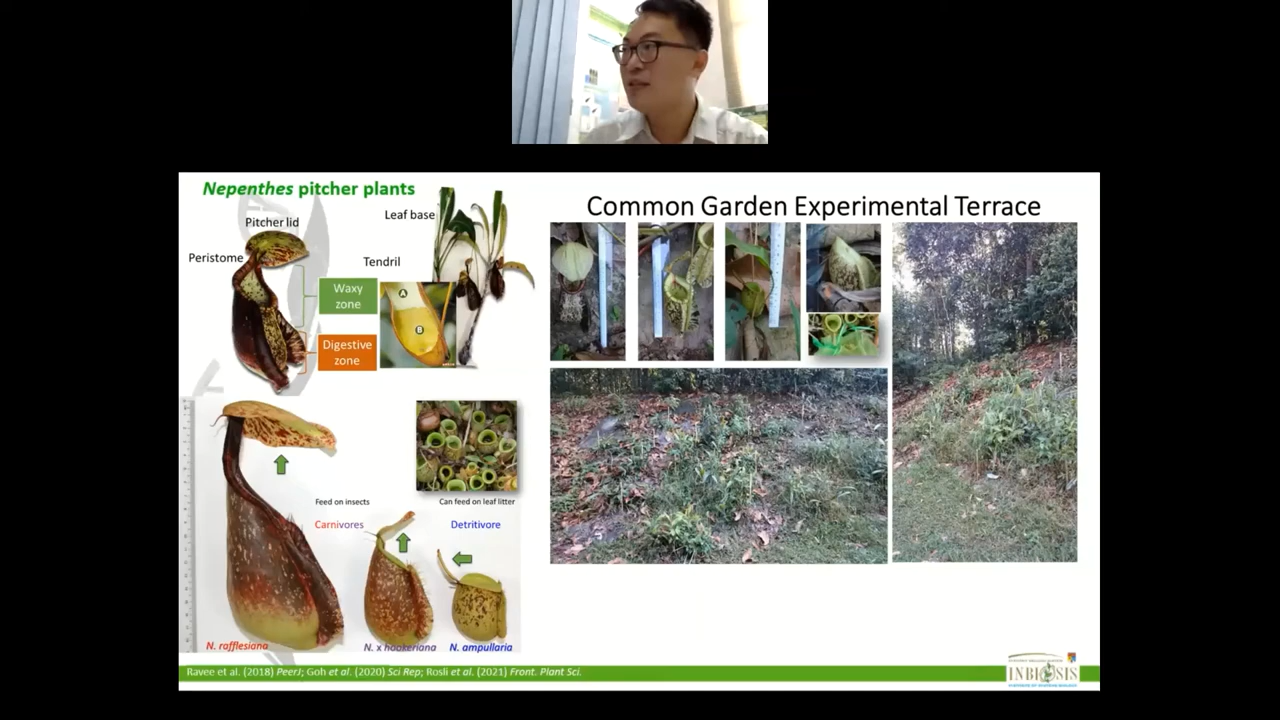 Nepenthes pitcher plants
Pitcher lid
Leaf base
Peristome
Tendril
Waxy
zone
A
B
Digestive
zone
Feed on insects
Can feed on leaf litter
Carnivores
Detritivore
N. rafflesiana
N. x hookeriana
N. ampullaria
Common Garden Experimental Terrace
Ravee et al. (2018) PeerJ; Goh et al. (2020) Sci Rep; Rosli et al. (2021) Front. Plant Sci.
INBIOSIS